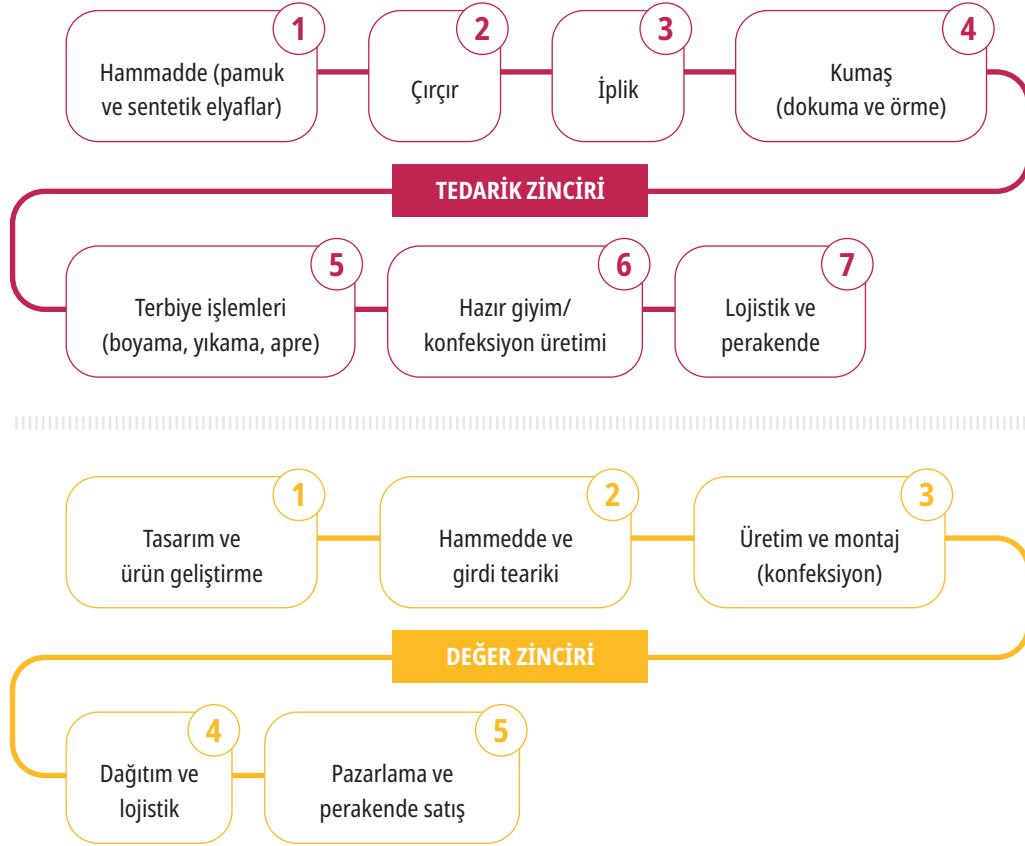 1
Hammadde (pamuk
ve sentetik elyaflar)
2
Çırçır
3
İplik
4
Kumaş
(dokuma ve örme)
TEDARİK ZİNCİRİ
5
Terbiye işlemleri
(boyama, yıkama, apre)
6
Hazır giyim/
konfeksiyon üretimi
7
Lojistik ve
perakende
1
Tasarım ve
ürün geliştirme
2
Hammedde ve
girdi teariki
3
Üretim ve montaj
(konfeksiyon)
DEĞER ZİNCİRİ
4
Dağıtım ve
lojistik
5
Pazarlama ve
perakende satış